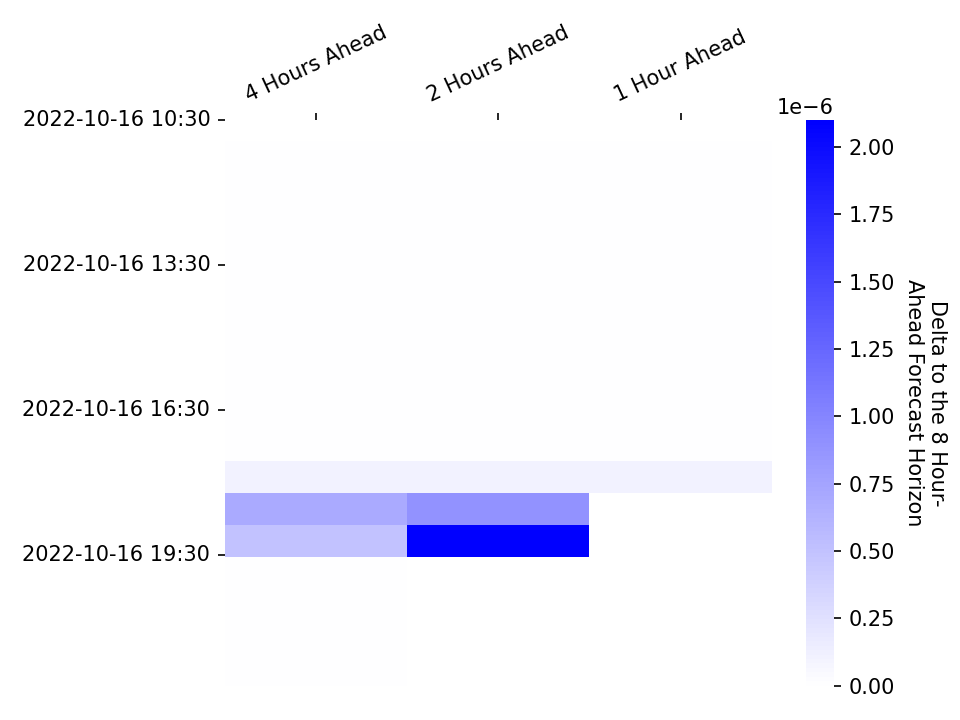 4 Hours Ahead
2 Hours Ahead
1 Hour Ahead
1e−6
2022-10-16 10:30
2022-10-16 13:30
2022-10-16 16:30
2022-10-16 19:30
2.00
1.75
1.50
1.25
1.00
0.75
0.50
0.25
0.00
Delta to the 8 Hour-
Ahead Forecast Horizon